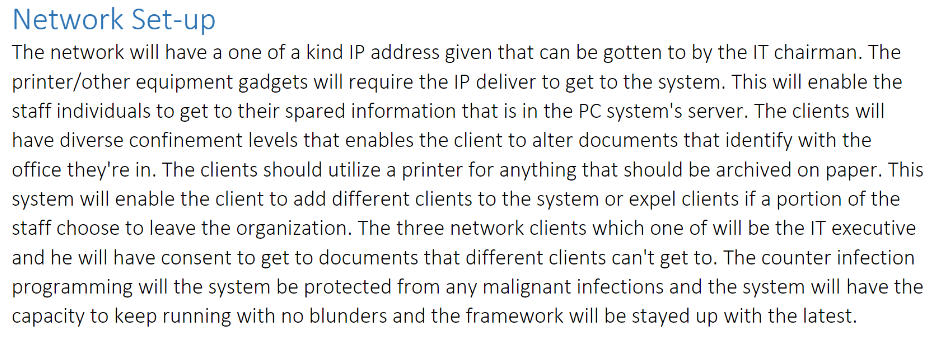 Network Set-up
The network will have a one of a kind IP address given that can be gotten to by the IT chairman. The
printer/other equipment gadgets will require the IP deliver to get to the system. This will enable the
staff individuals to get to their spared information that is in the PC system's server. The clients will
have diverse confinement levels that enables the client to alter documents that identify with the
office they're in. The clients should utilize a printer for anything that should be archived on paper. This
system will enable the client to add different clients to the system or expel clients if a portion of the
staff choose to leave the organization. The three network clients which one of will be the IT executive
and he will have consent to get to documents that different clients can't get to. The counter infection
programming will the system be protected from any malignant infections and the system will have the
capacity to keep running with no blunders and the framework will be stayed up with the latest.